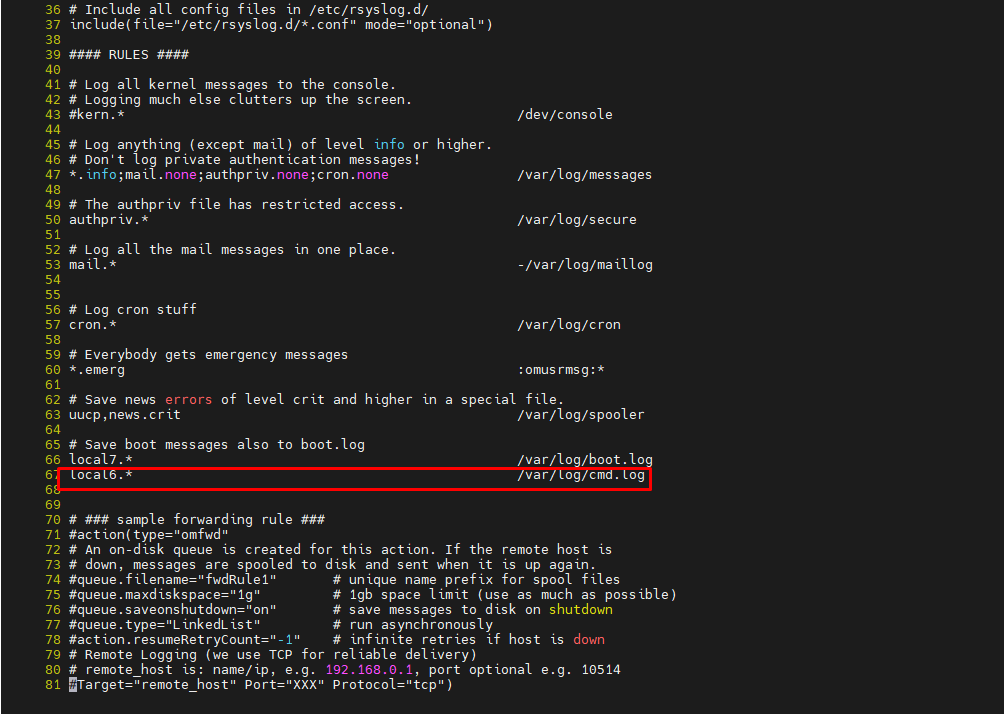 36 # Include all config files in /etc/rsyslog.d/
37 include(file="/etc/rsyslog.d/*.conf" mode="optional")
38
39 #### RULES ####
40
41 # Log all kernel messages to the console.
42 # Logging much else clutters up the screen.
43 #kern.*                                                 /dev/console
44
45 # Log anything (except mail) of level info or higher.
46 # Don't log private authentication messages!
47 *.info;mail.none;authpriv.none;cron.none                /var/log/messages
48
49 # The authpriv file has restricted access.
50 authpriv.*                                              /var/log/secure
51
52 # Log all the mail messages in one place.
53 mail.*                                                  -/var/log/maillog
54
55
56 # Log cron stuff
57 cron.*                                                  /var/log/cron
58
59 # Everybody gets emergency messages
60 *.emerg                                                 :omusrmsg:*
61
62 # Save news errors of level crit and higher in a special file.
63 uucp,news.crit                                          /var/log/spooler
64
65 # Save boot messages also to boot.log
66 local7.*                                                /var/log/boot.log
67 local6.*                                                /var/log/cmd.log
68
69
70 # ### sample forwarding rule ###
71 #action(type="omfwd"
72 # An on-disk queue is created for this action. If the remote host is
73 # down, messages are spooled to disk and sent when it is up again.
74 #queue.filename="fwdRule1"       # unique name prefix for spool files
75 #queue.maxdiskspace="1g"         # 1gb space limit (use as much as possible)
76 #queue.saveonshutdown="on"       # save messages to disk on shutdown
77 #queue.type="LinkedList"         # run asynchronously
78 #action.resumeRetryCount="-1"    # infinite retries if host is down
79 # Remote Logging (we use TCP for reliable delivery)
80 # remote_host is: name/ip, e.g. 192.168.0.1, port optional e.g. 10514
81 #Target="remote_host" Port="XXX" Protocol="tcp")